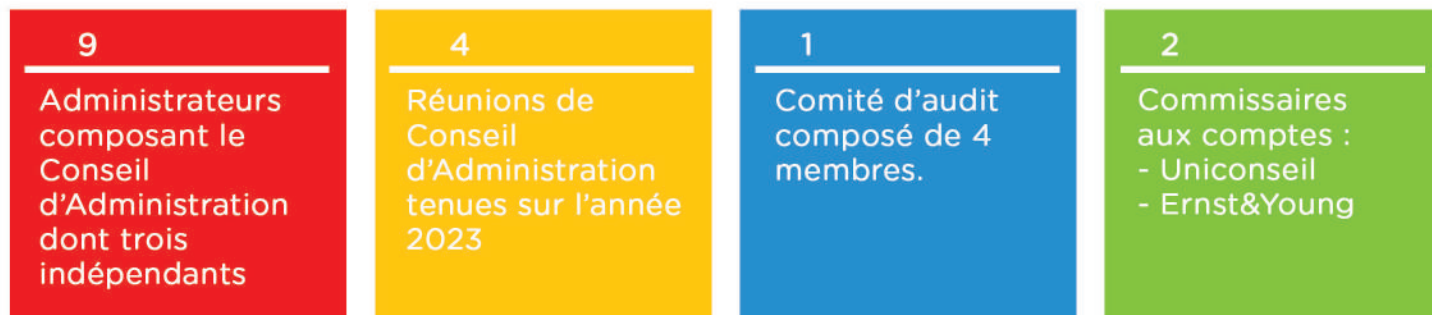 9
Administrateurs
composant le
Conseil
d’Administration
dont trois
indépendants
4
Réunions de
Conseil
d’Administration
tenues sur l’année
2023
1
Comité d’audit
composé de 4
membres.
2
Commissaires
aux comptes :
- Uniconseil
- Ernst&Young